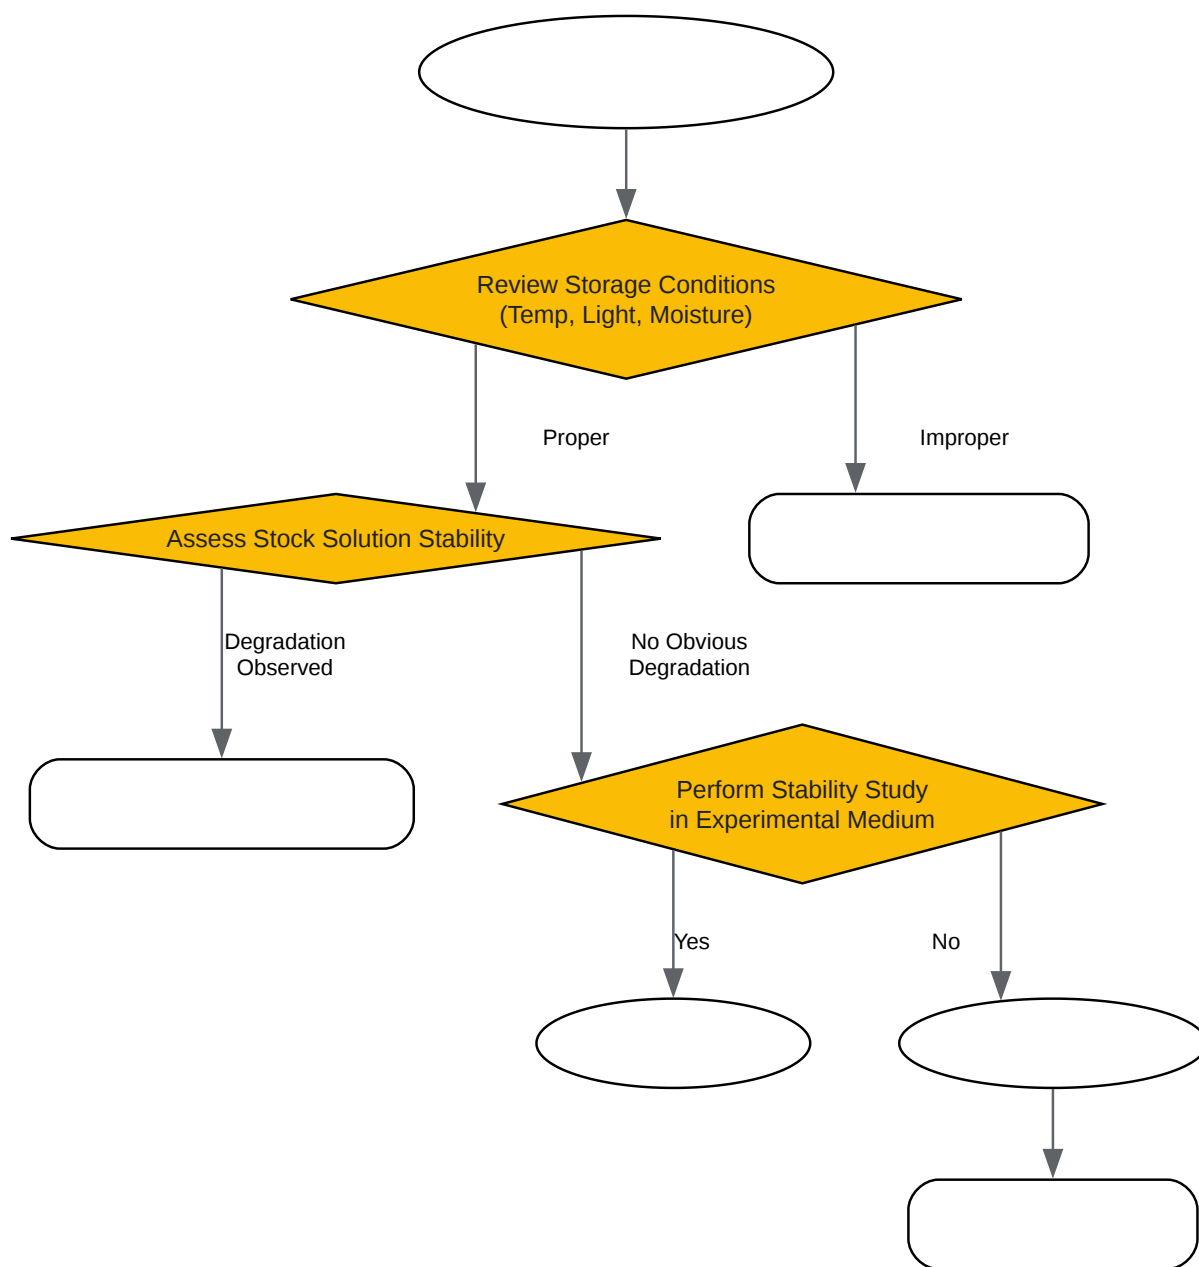 Review Storage Conditions
(Temp, Light, Moisture)
Proper
Improper
Assess Stock Solution Stability
Degradation
Observed
No Obvious
Degradation
Perform Stability Study
in Experimental Medium
Yes
No